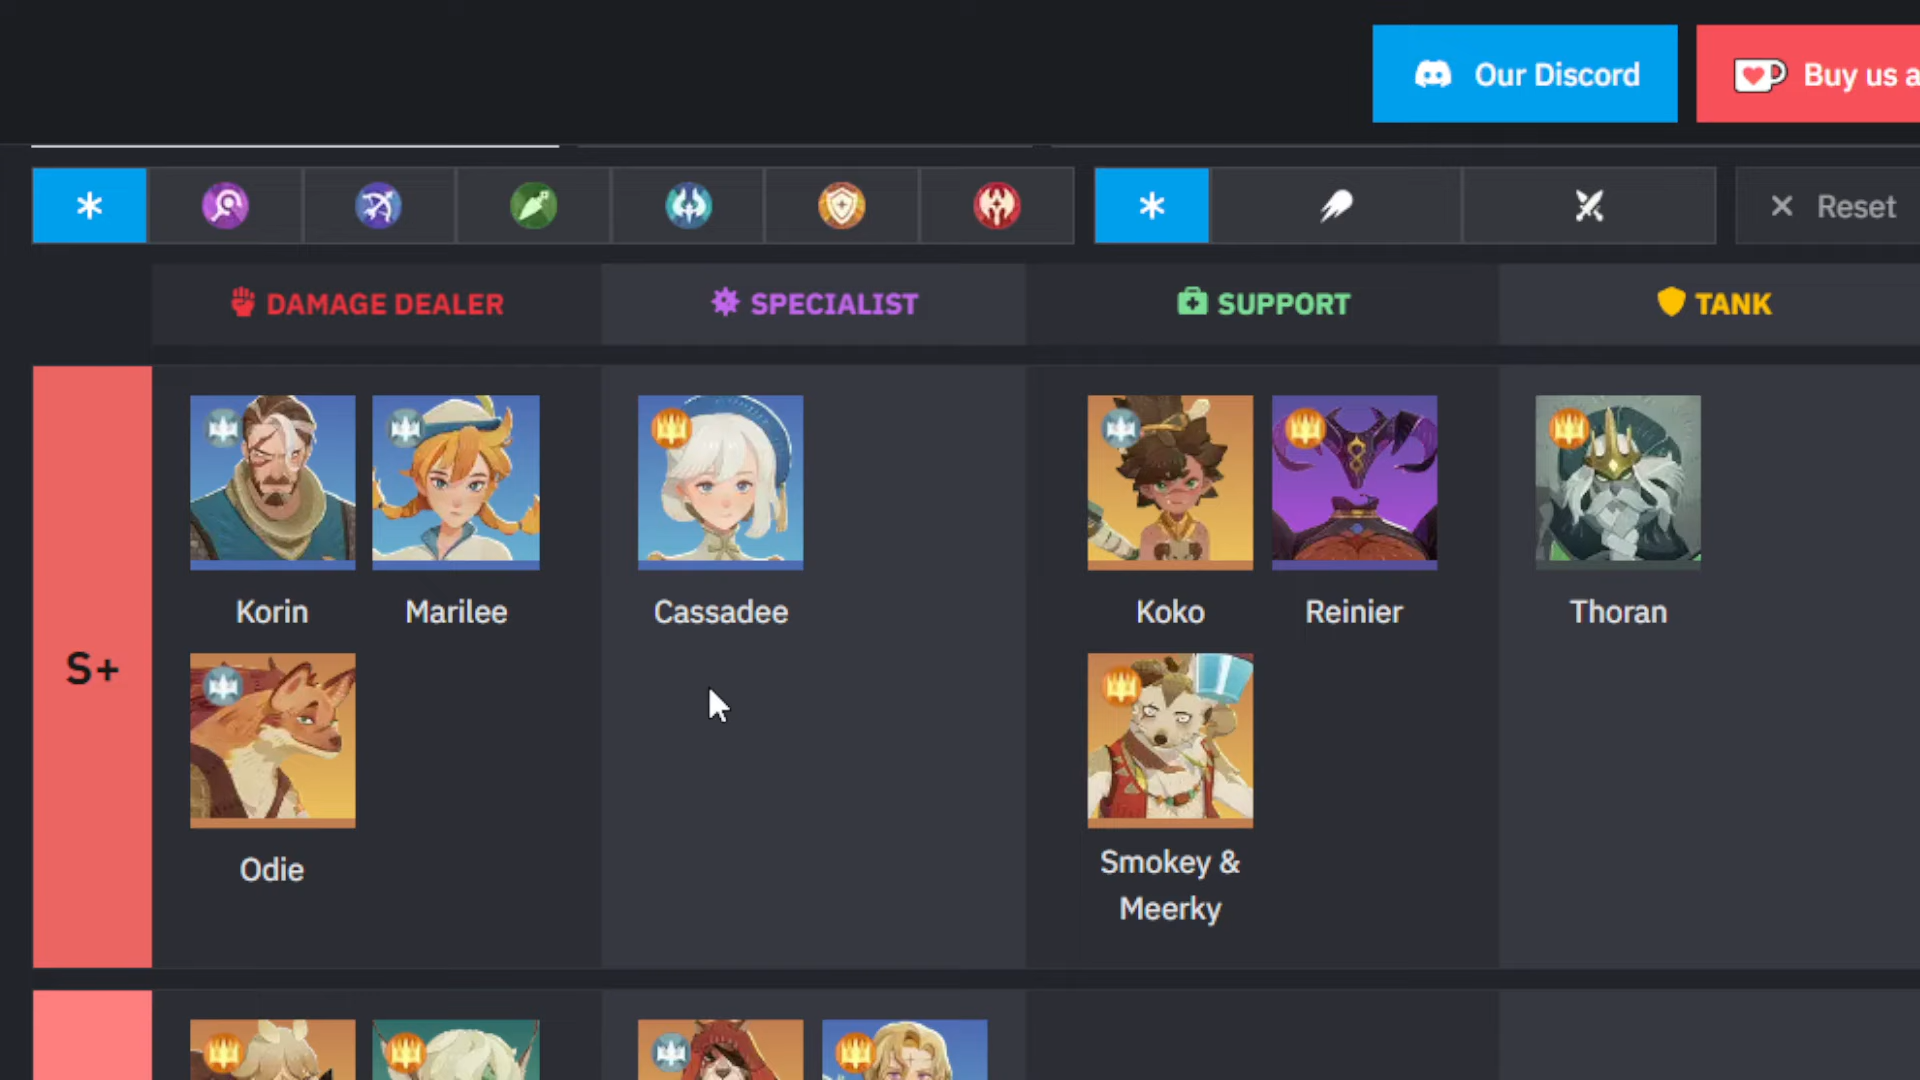 Our Discord
Buy us a
Reset
DAMAGE DEALER
SPECIALIST
SUPPORT
TANK
S+
Korin
Marilee
Cassadee
Koko
Reinier
Thoran
Odie
Smokey &
Meerky